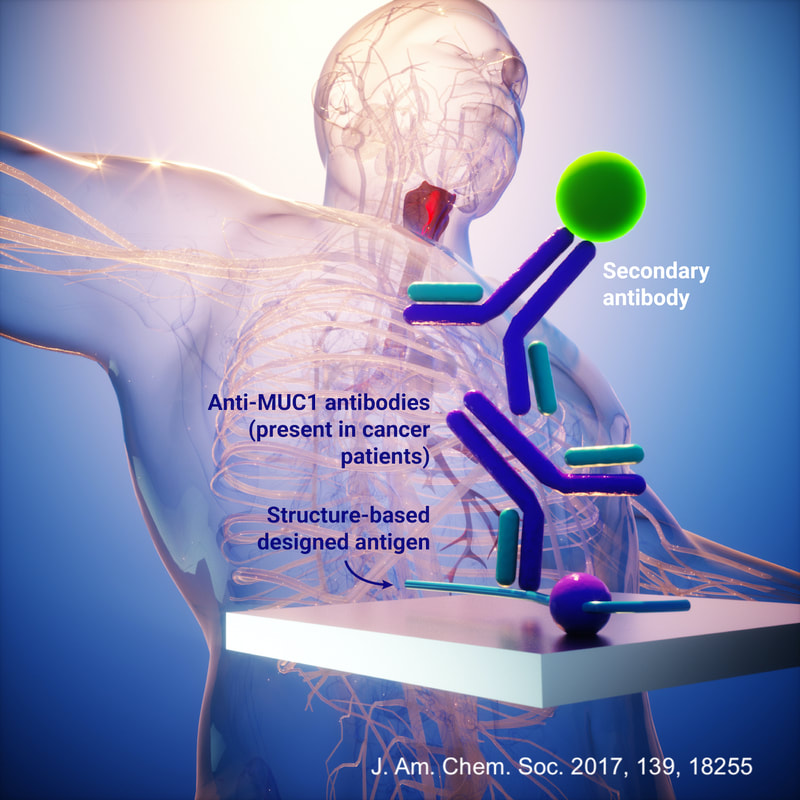 Secondary
antibody
Anti-MUC1 antibodies
(present in cancer
patients)
Structure-based
designed antigen
J. Am. Chem. Soc. 2017, 139, 18255